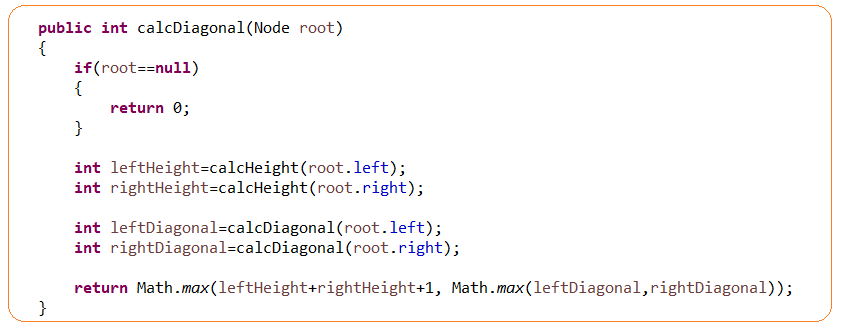 public int calcDiagonal(Node root)
{
    if(root==null)
    {
        return 0;
    }

    int leftHeight=calcHeight(root.left);
    int rightHeight=calcHeight(root.right);

    int leftDiagonal=calcDiagonal(root.left);
    int rightDiagonal=calcDiagonal(root.right);

    return Math.max(leftHeight+rightHeight+1, Math.max(leftDiagonal,rightDiagonal));
}